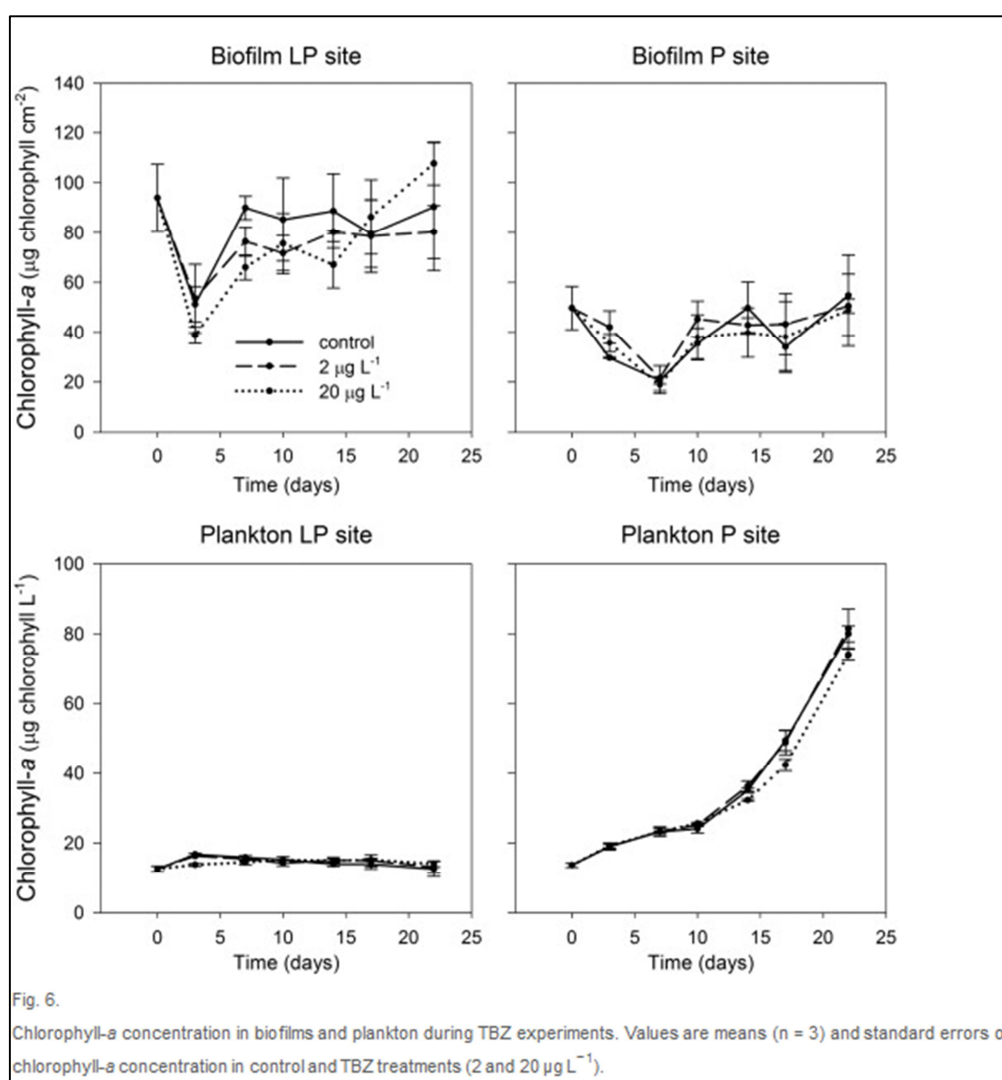 Biofilm LP site
Biofilm P site
Chlorophyll-a (µg chlorophyll cm⁻²)
140
120
100
80
60
40
20
0
control
2 µg L⁻¹
20 µg L⁻¹
0 5 10 15 20 25
0 5 10 15 20 25
Time (days)
Time (days)
Plankton LP site
Plankton P site
Chlorophyll-a (µg chlorophyll L⁻¹)
100
80
60
40
20
0
0 5 10 15 20 25
0 5 10 15 20 25
Time (days)
Time (days)
Fig. 6.
Chlorophyll-a concentration in biofilms and plankton during TBZ experiments. Values are means (n = 3) and standard errors o
chlorophyll-a concentration in control and TBZ treatments (2 and 20 µg L⁻¹).